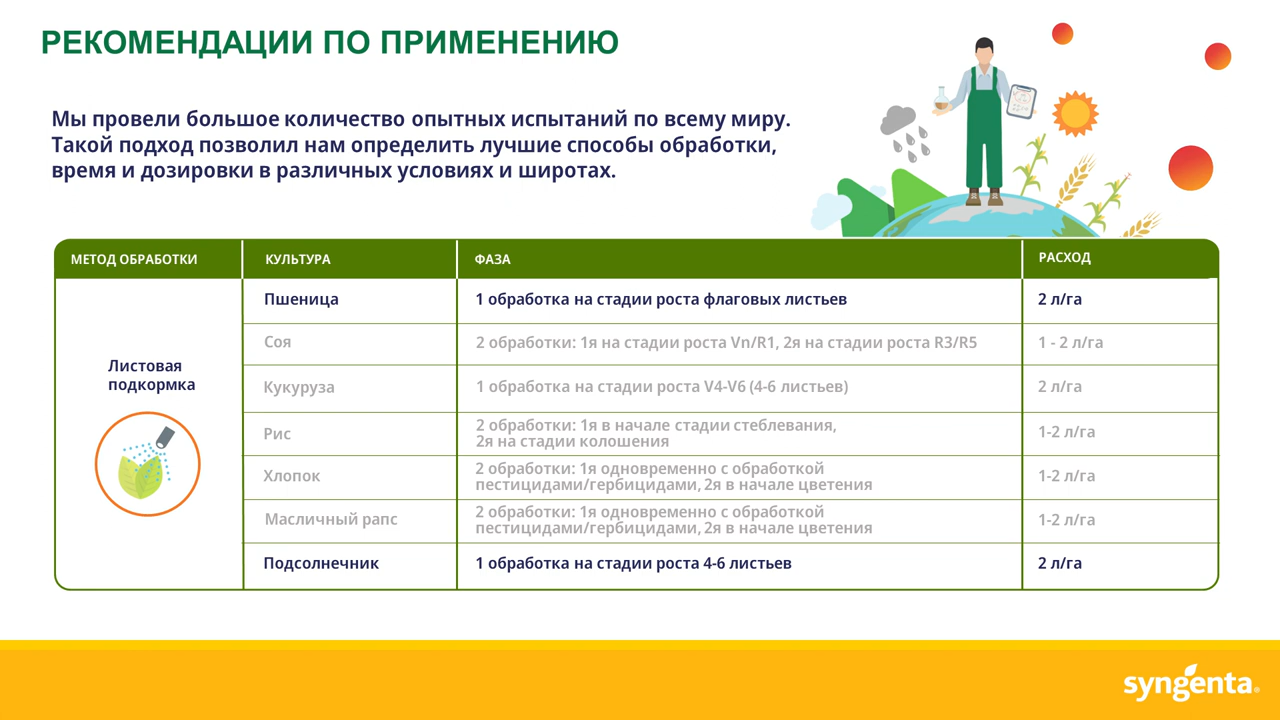 РЕКОМЕНДАЦИИ ПО ПРИМЕНЕНИЮ
Мы провели большое количество опытных испытаний по всему миру.
Такой подход позволил нам определить лучшие способы обработки,
время и дозировки в различных условиях и широтах.
МЕТОД ОБРАБОТКИ КУЛЬТУРА ФАЗА РАСХОД
Листовая
подкормка
Пшеница 1 обработка на стадии роста флаговых листьев 2 л/га
Соя 2 обработки: 1я на стадии роста Vn/R1, 2я на стадии роста R3/R5 1 - 2 л/га
Кукуруза 1 обработка на стадии роста V4-V6 (4-6 листьев) 2 л/га
Рис 2 обработки: 1я в начале стадии стеблевания,
2я на стадии колошения 1-2 л/га
Хлопок 2 обработки: 1я одновременно с обработкой
пестицидами/гербицидами, 2я в начале цветения 1-2 л/га
Масличный рапс 2 обработки: 1я одновременно с обработкой
пестицидами/гербицидами, 2я в начале цветения 1-2 л/га
Подсолнечник 1 обработка на стадии роста 4-6 листьев 2 л/га
syngenta®